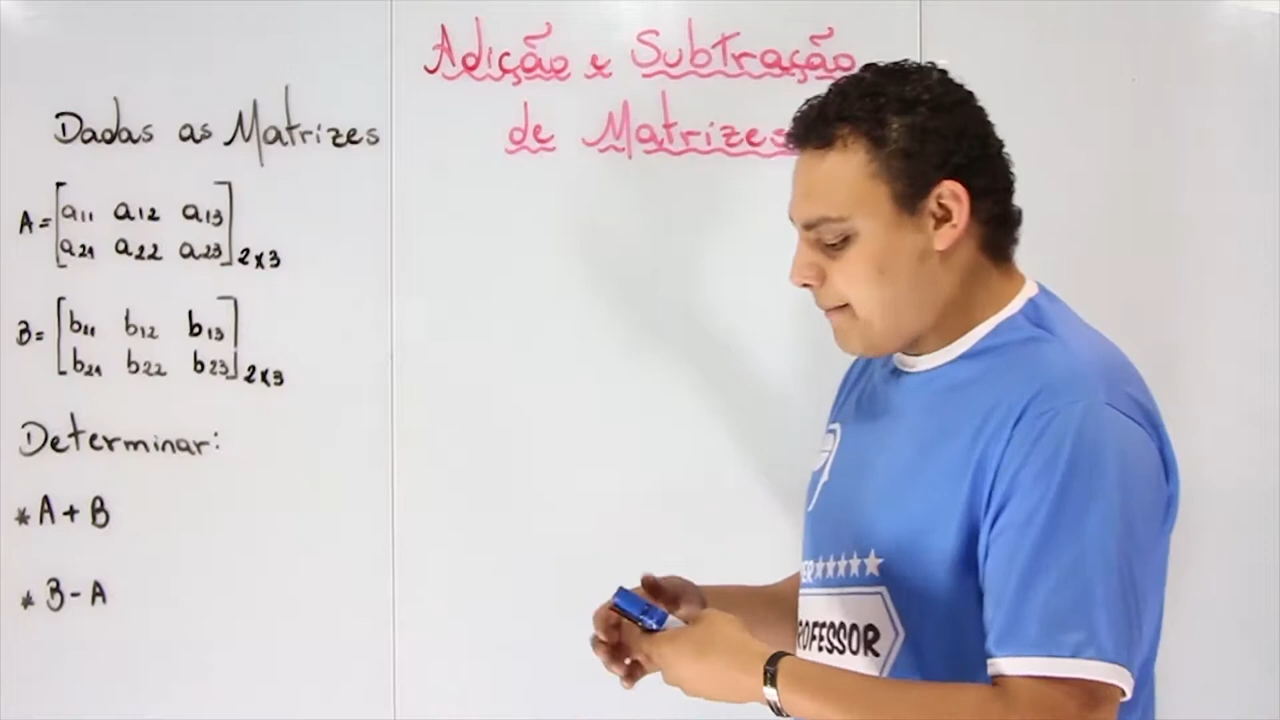 Adição e Subtração
de Matrizes
Dadas as Matrizes
A = [a11 a12 a13
a21 a22 a23] 2x3
B = [b11 b12 b13
b21 b22 b23] 2x3
Determinar:
* A + B
* B - A
★★★★★